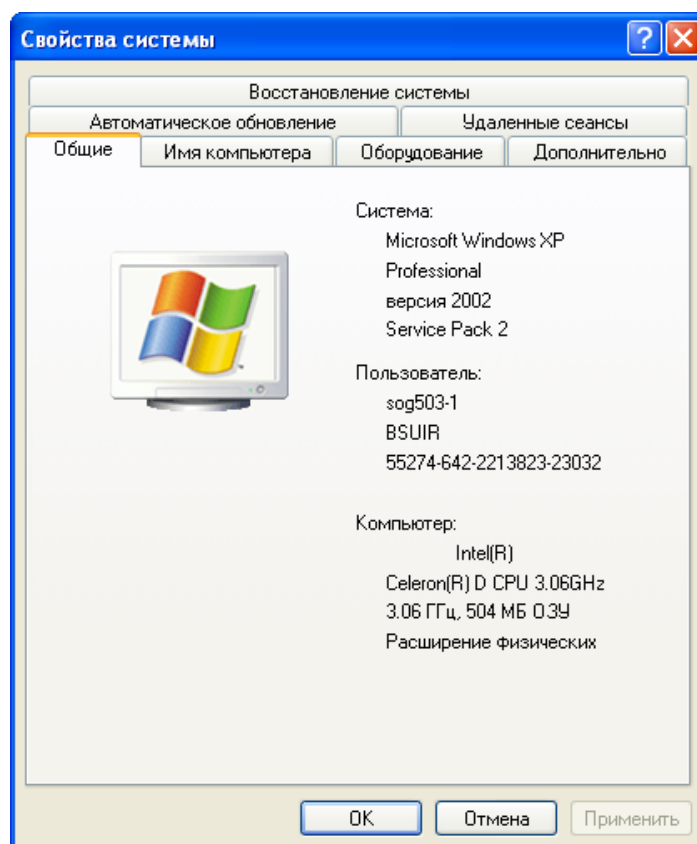 Свойства системы
Восстановление системы
Автоматическое обновление
Удаленные сеансы
Общие
Имя компьютера
Оборудование
Дополнительно
Система:
Microsoft Windows XP
Professional
версия 2002
Service Pack 2
Пользователь:
sog503-1
BSUIR
55274-642-2213823-23032
Компьютер:
Intel(R)
Celeron(R) D CPU 3.06GHz
3.06 ГГц, 504 МБ ОЗУ
Расширение физических
OK
Отмена
Применить